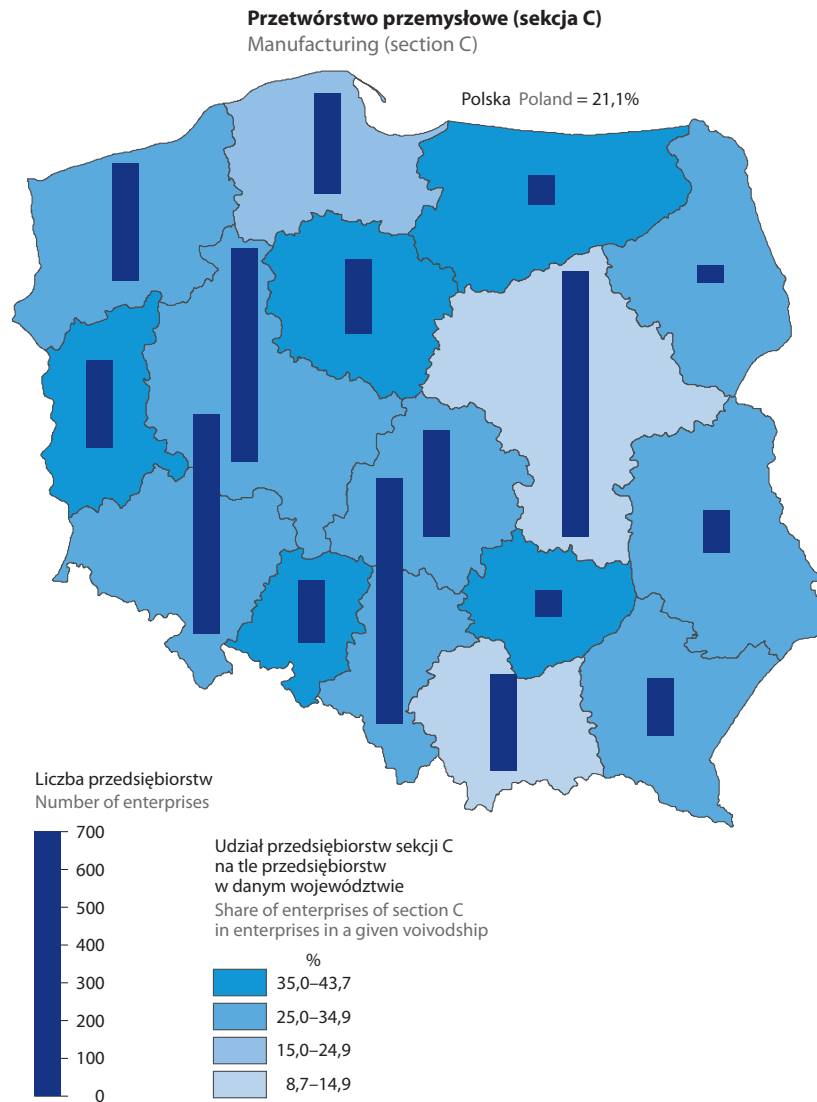 Przetwórstwo przemysłowe (sekcja C)
Manufacturing (section C)
Polska Poland = 21,1%
Liczba przedsiębiorstw
Number of enterprises
700
600
500
400
300
200
100
0
Udział przedsiębiorstw sekcji C
na tle przedsiębiorstw
w danym województwie
Share of enterprises of section C
in enterprises in a given voivodship
%
35,0–43,7
25,0–34,9
15,0–24,9
8,7–14,9